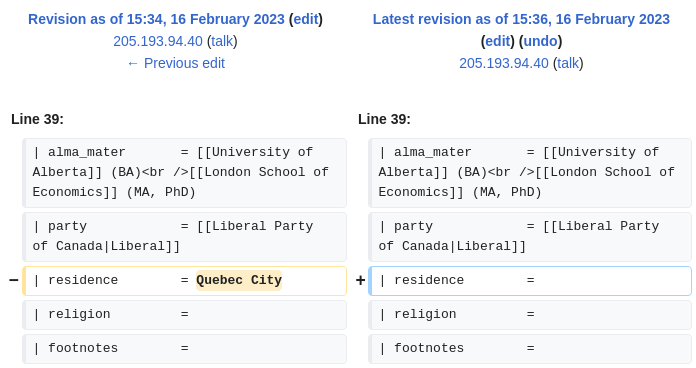 Revision as of 15:34, 16 February 2023 (edit)
205.193.94.40 (talk)
← Previous edit
Latest revision as of 15:36, 16 February 2023
(edit) (undo)
205.193.94.40 (talk)
Line 39:
Line 39:
| alma_mater       = [[University of
Alberta]] (BA)<br />[[London School of
Economics]] (MA, PhD)
| alma_mater       = [[University of
Alberta]] (BA)<br />[[London School of
Economics]] (MA, PhD)
| party            = [[Liberal Party
of Canada|Liberal]]
| party            = [[Liberal Party
of Canada|Liberal]]
− | residence        = Quebec City
+ | residence        =
| religion         =
| religion         =
| footnotes        =
| footnotes        =